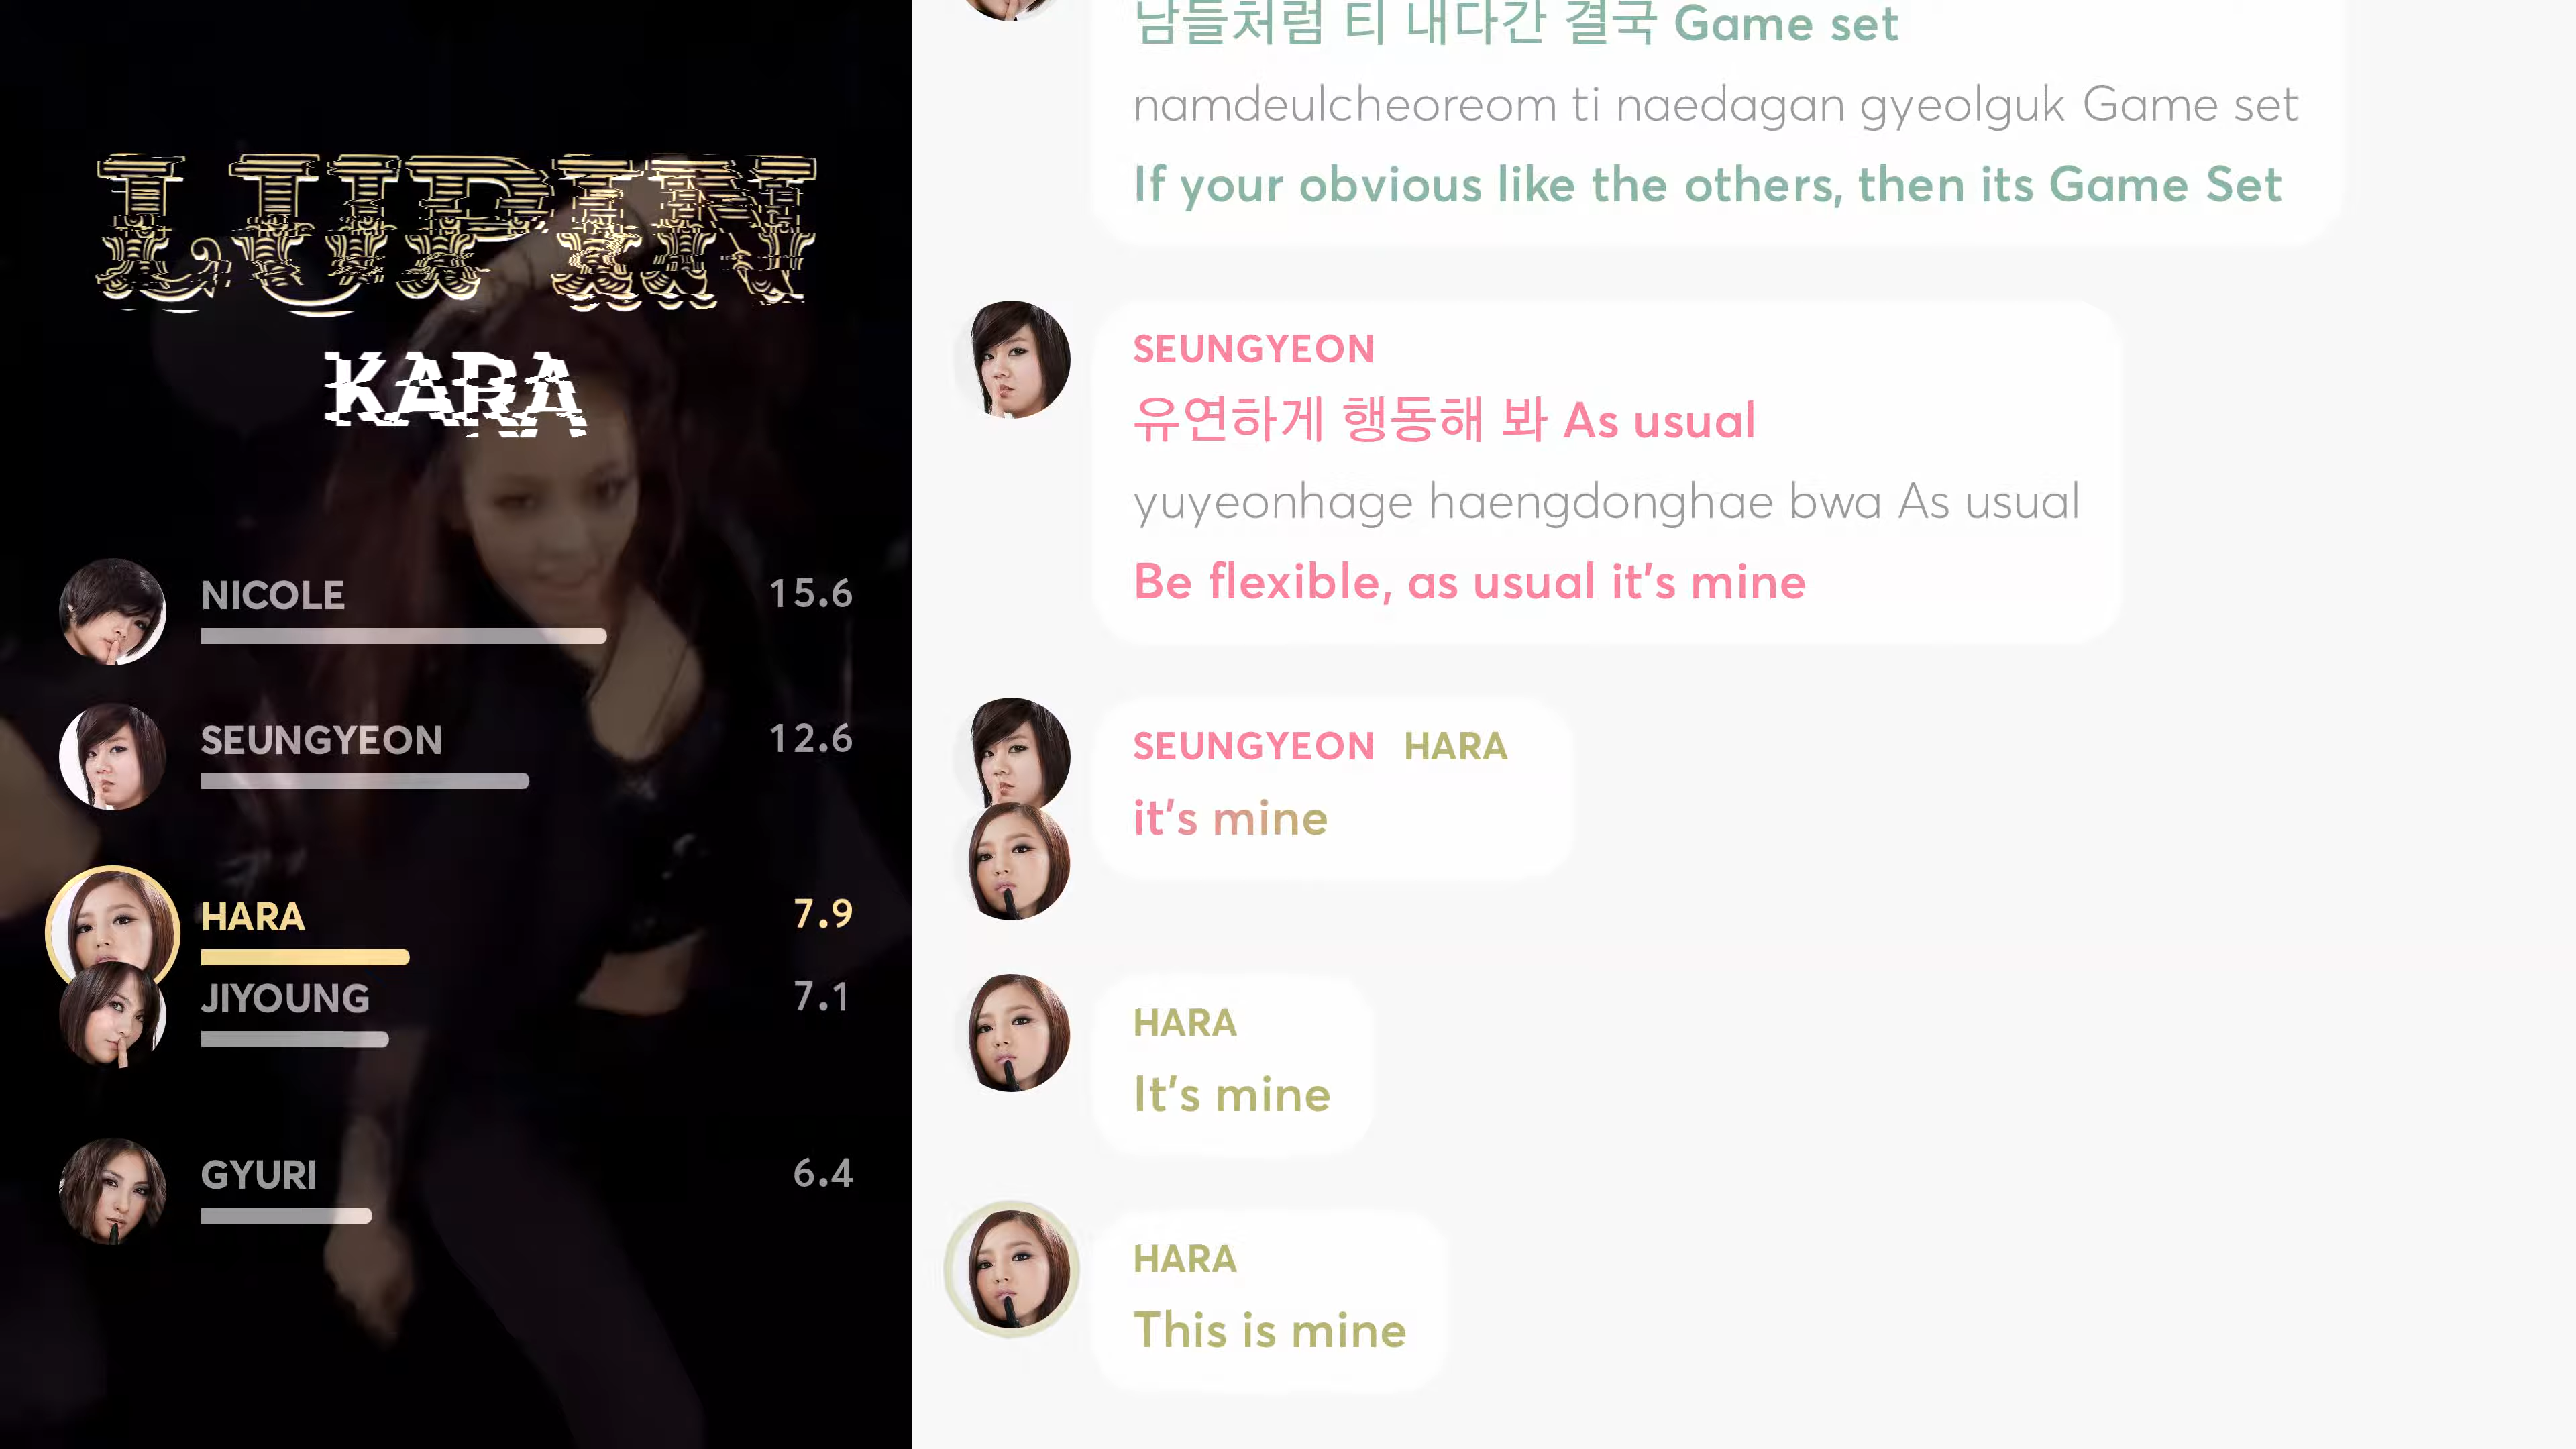 LUPIN
KARA
NICOLE 15.6
SEUNGYEON 12.6
HARA 7.9
JIYOUNG 7.1
GYURI 6.4
남들처럼 티 내다간 결국 Game set
namdeulcheoreom ti naedagan gyeolguk Game set
If your obvious like the others, then its Game Set
SEUNGYEON
유연하게 행동해 봐 As usual
yuyeonhage haengdonghae bwa As usual
Be flexible, as usual it's mine
SEUNGYEON HARA
it's mine
HARA
It's mine
HARA
This is mine